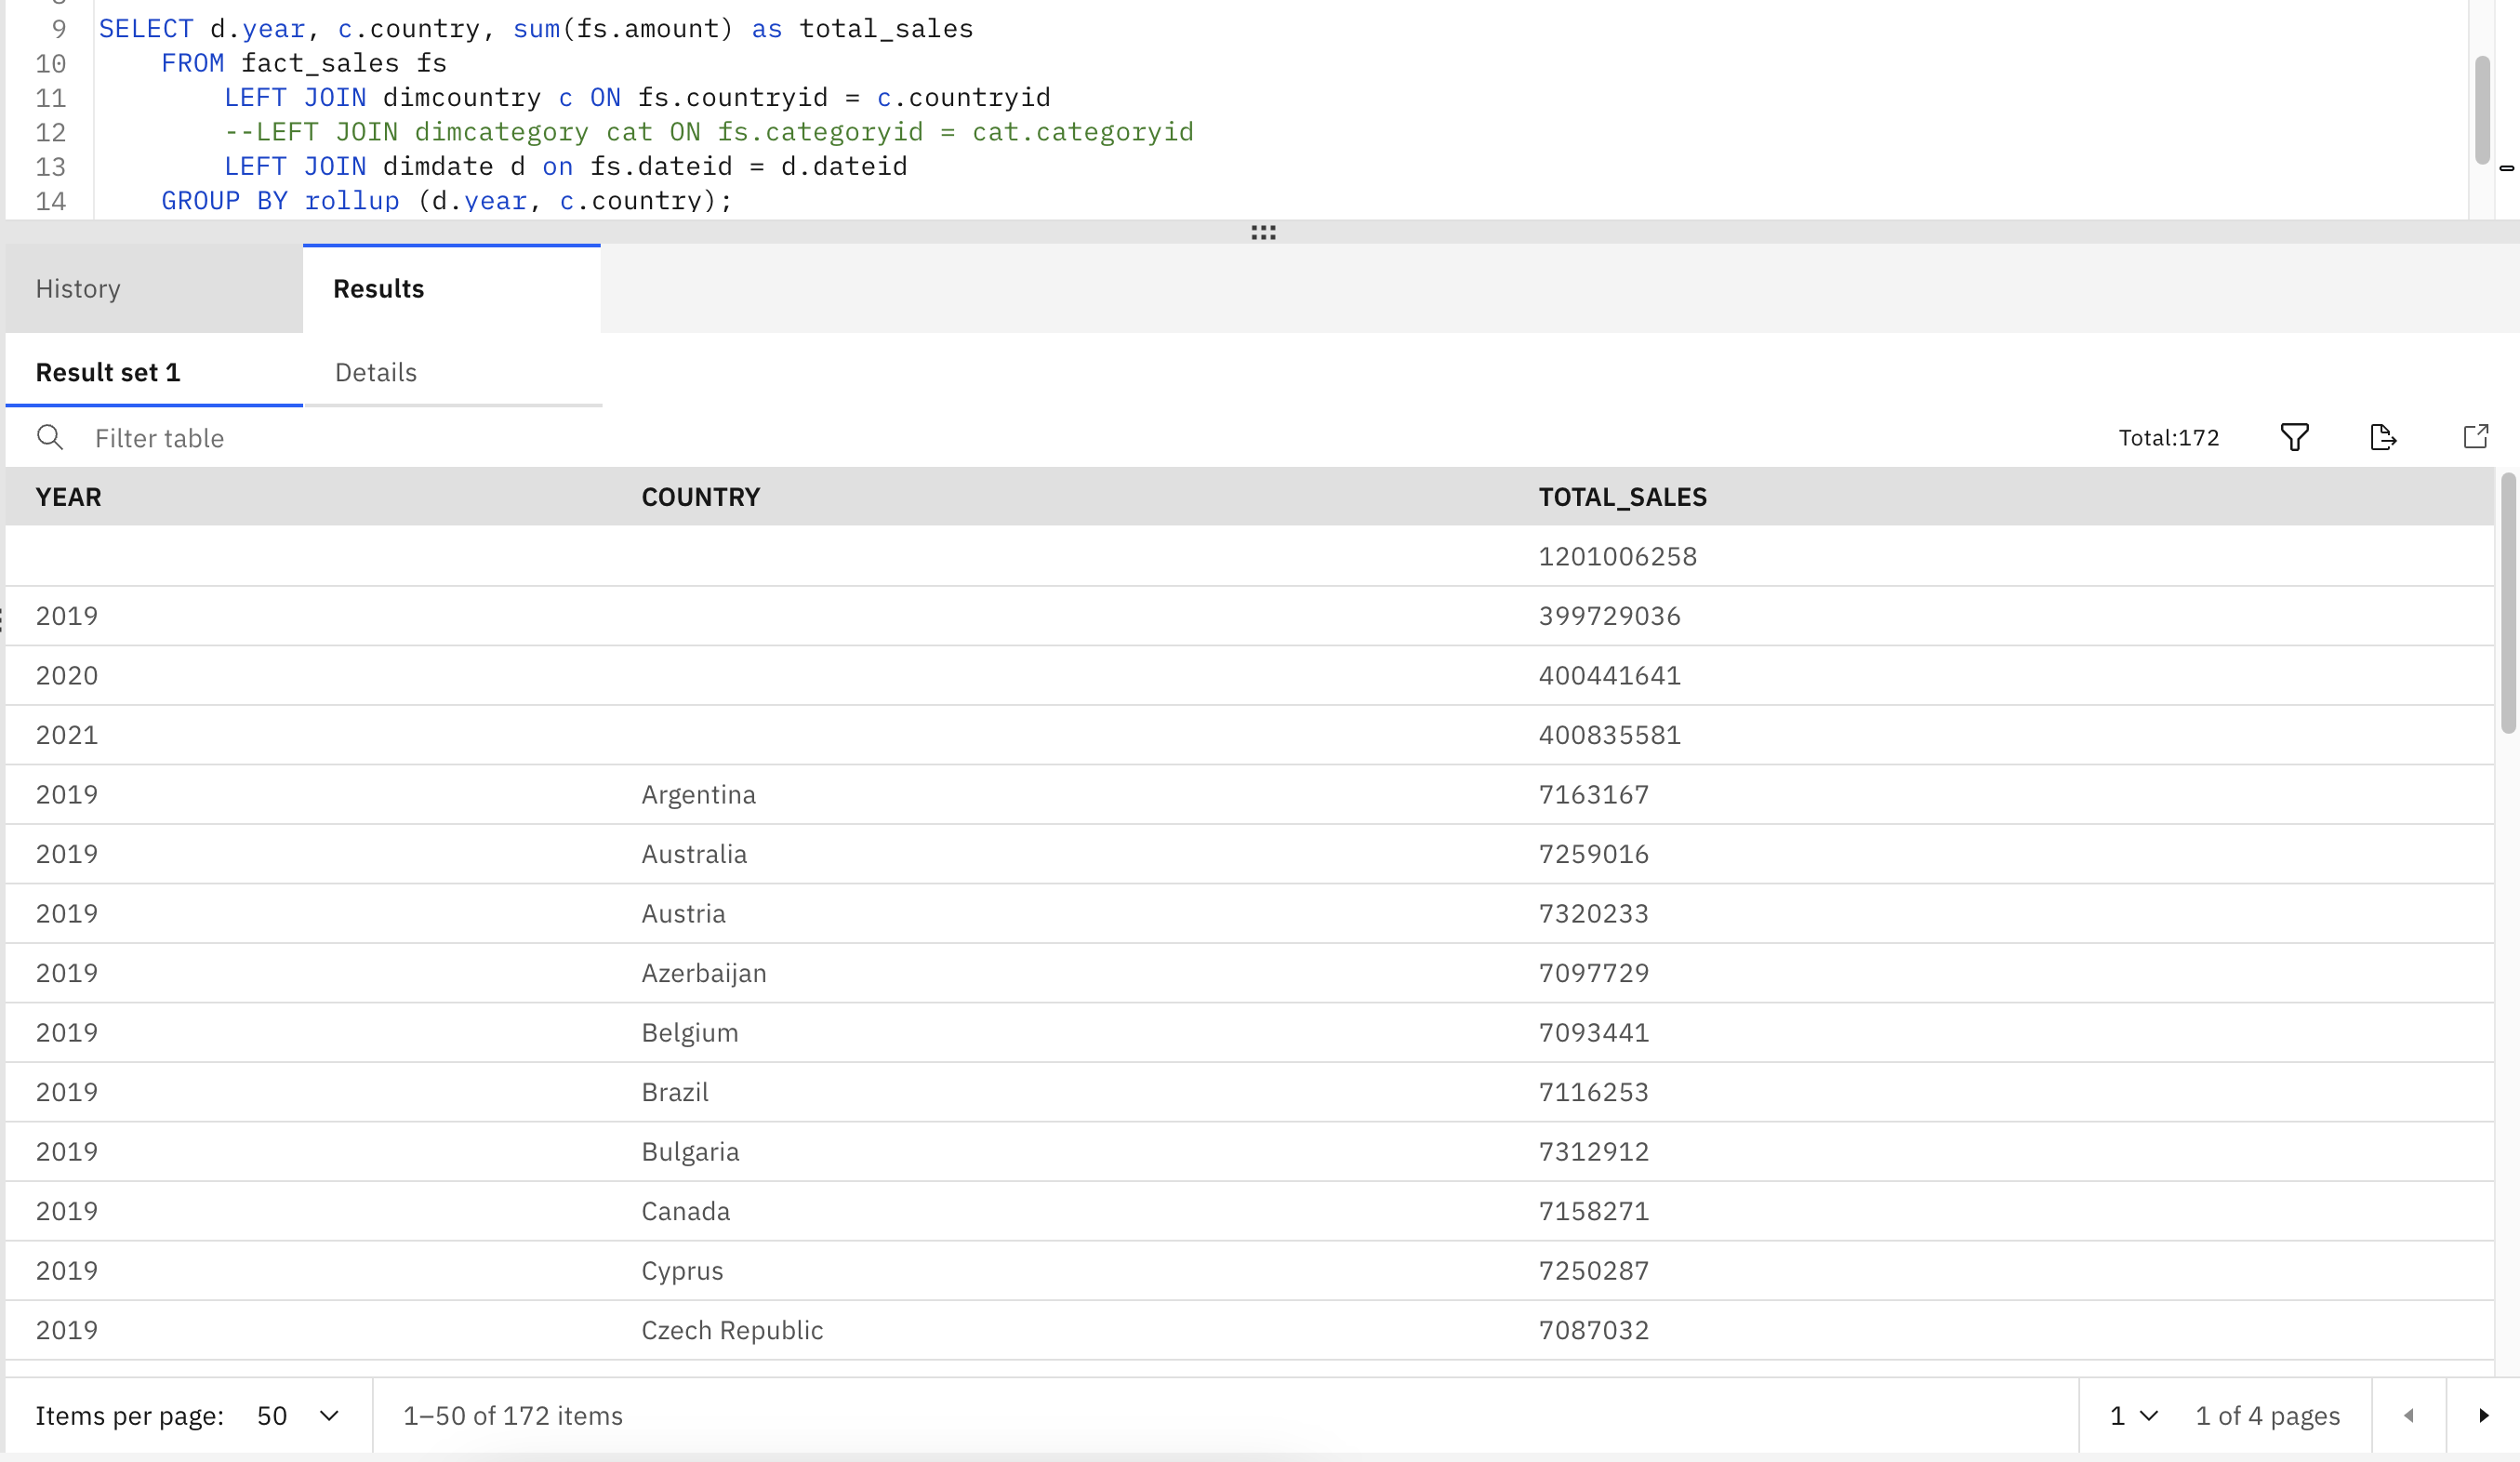 9 SELECT d.year, c.country, sum(fs.amount) as total_sales
10 FROM fact_sales fs
11 LEFT JOIN dimcountry c ON fs.countryid = c.countryid
12 --LEFT JOIN dimcategory cat ON fs.categoryid = cat.categoryid
13 LEFT JOIN dimdate d on fs.dateid = d.dateid
14 GROUP BY rollup (d.year, c.country);
History Results
Result set 1 Details
Filter table Total:172
YEAR COUNTRY TOTAL_SALES
1201006258
2019 399729036
2020 400441641
2021 400835581
2019 Argentina 7163167
2019 Australia 7259016
2019 Austria 7320233
2019 Azerbaijan 7097729
2019 Belgium 7093441
2019 Brazil 7116253
2019 Bulgaria 7312912
2019 Canada 7158271
2019 Cyprus 7250287
2019 Czech Republic 7087032
Items per page: 50 1–50 of 172 items 1 1 of 4 pages